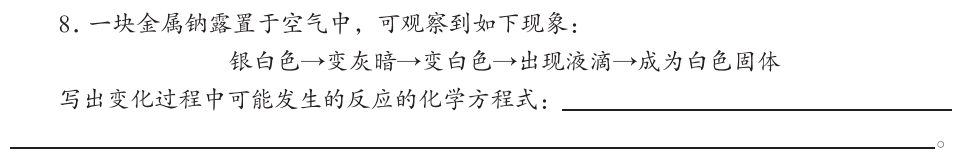 8. 一块金属钠露置于空气中，可观察到如下现象：
银白色→变灰暗→变白色→出现液滴→成为白色固体
写出变化过程中可能发生的反应的化学方程式：
。